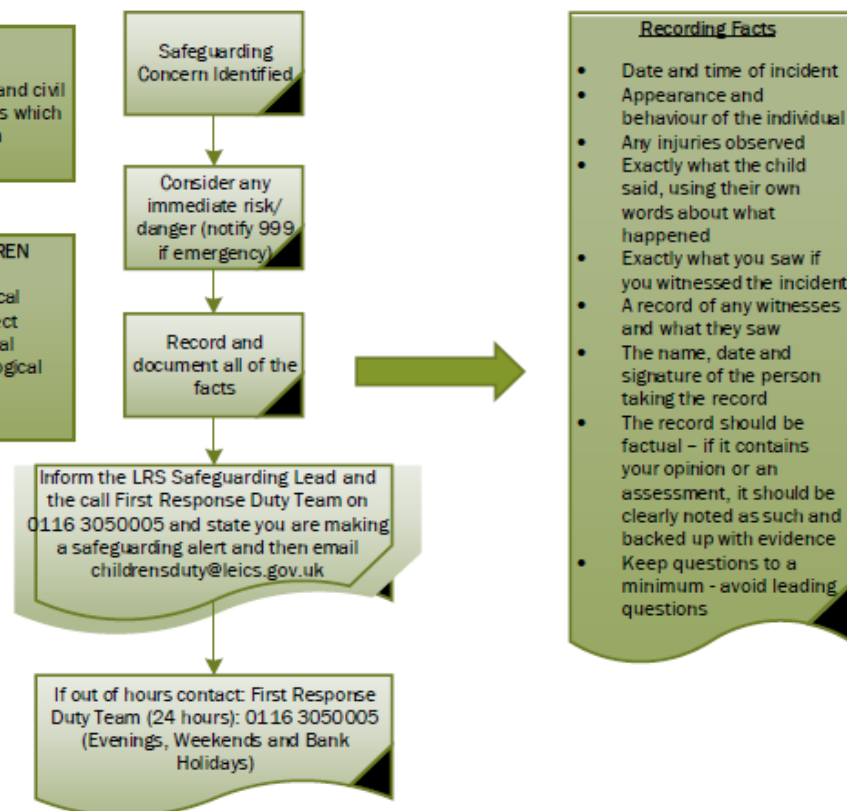 and civil
s which
REN
cal
ect
al
ogical
Safeguarding
Concern Identified
Consider any
immediate risk/
danger (notify 999
if emergency)
Record and
document all of the
facts
Inform the LRS Safeguarding Lead and
the call First Response Duty Team on
0116 3050005 and state you are making
a safeguarding alert and then email
childrensduty@leics.gov.uk
If out of hours contact: First Response
Duty Team (24 hours): 0116 3050005
(Evenings, Weekends and Bank
Holidays)
Recording Facts
• Date and time of incident
• Appearance and
behaviour of the individual
• Any injuries observed
• Exactly what the child
said, using their own
words about what
happened
• Exactly what you saw if
you witnessed the incident
• A record of any witnesses
and what they saw
• The name, date and
signature of the person
taking the record
• The record should be
factual – if it contains
your opinion or an
assessment, it should be
clearly noted as such and
backed up with evidence
• Keep questions to a
minimum - avoid leading
questions